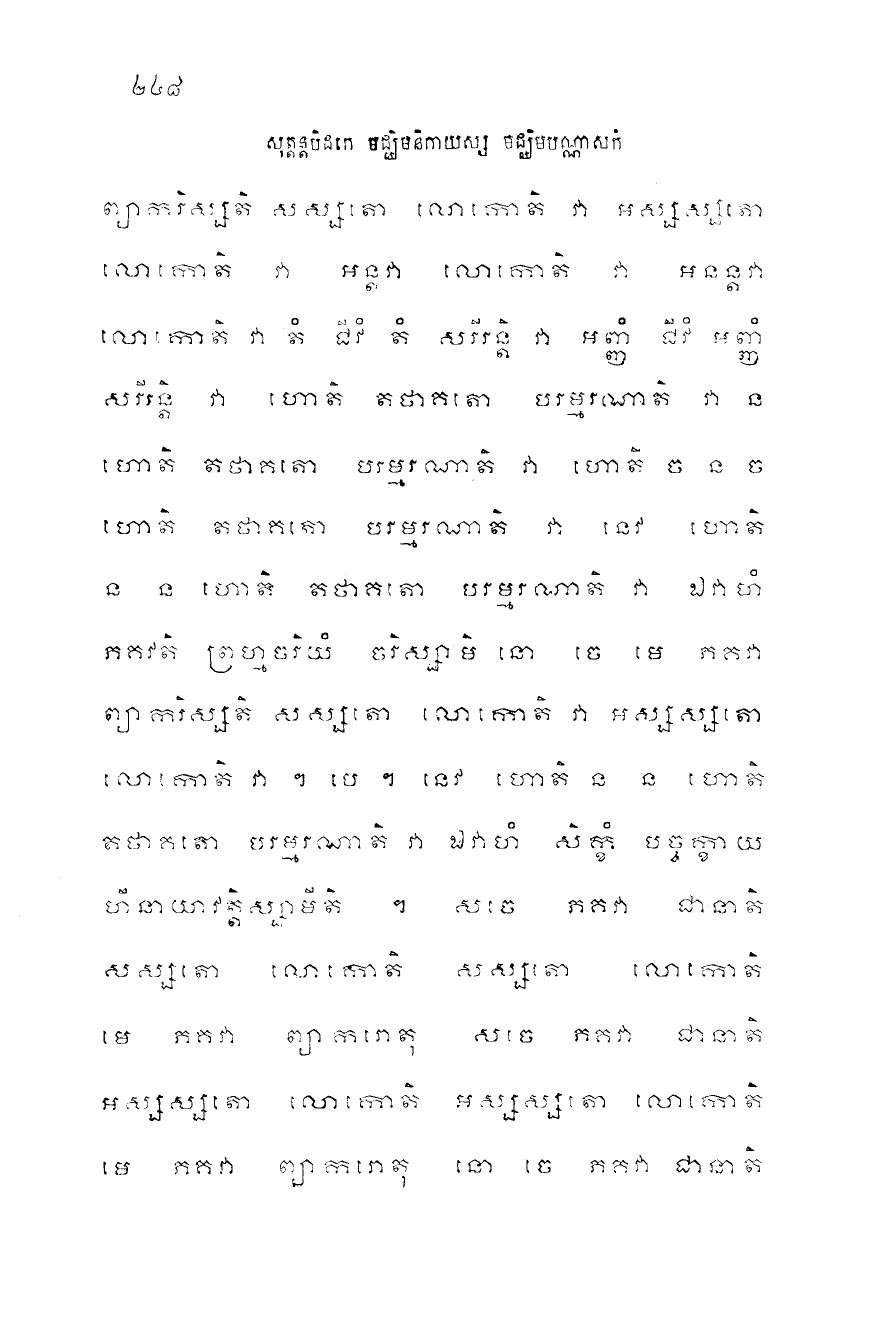 ២៤៨
សុត្តន្តបិដកេ មជ្ឈិមនិកាយស្ស មជ្ឈិមបណ្ណាសកំ
ព្យាករិស្សតិ សស្សតោ លោកោតិ វា អស្សស្សតោ
លោកោតិ វា អន្តវា លោកោតិ វា អនន្តវា
លោកោតិ វា តំ ជីវំ តំ សរីរន្តិ វា អញ្ញំ ជីវំ អញ្ញំ
សរីរន្តិ វា ហោតិ តថាគតោ បរម្មរណាតិ វា ន
ហោតិ តថាគតោ បរម្មរណាតិ វា ហោតិ ច ន ច
ហោតិ តថាគតោ បរម្មរណាតិ វា នេវ ហោតិ
ន ន ហោតិ តថាគតោ បរម្មរណាតិ វា ឯវាហំ
ភគវតិ ព្រហ្មចរិយំ ចរិស្សាមិ នោ ចេ មេ ភគវា
ព្យាករិស្សតិ សស្សតោ លោកោតិ វា អស្សស្សតោ
លោកោតិ វា ។ បេ ។ នេវ ហោតិ ន ន ហោតិ
តថាគតោ បរម្មរណាតិ វា ឯវាហំ សិក្ខំ បច្ចក្ខាយ
ហីនាយាវត្តិស្សាមីតិ ។ សចេ ភគវា ជានាតិ
សស្សតោ លោកោតិ សស្សតោ លោកោតិ
មេ ភគវា ព្យាករោតុ សចេ ភគវា ជានាតិ
អស្សស្សតោ លោកោតិ អស្សស្សតោ លោកោតិ
មេ ភគវា ព្យាករោតុ នោ ចេ ភគវា ជានាតិ